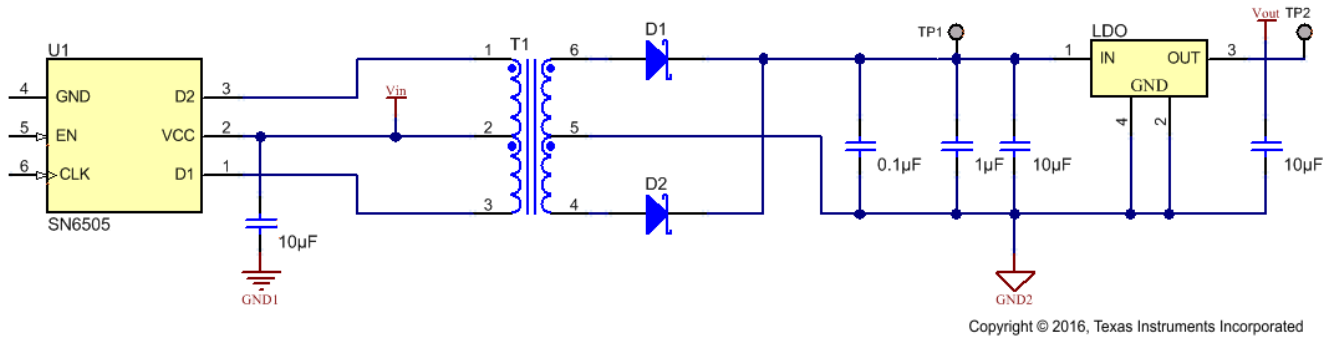 Vout TP2
TP1
LDO
U1
T1
D1
1
6
1
IN
OUT
3
GND
4
GND
D2
3
Vin
5
EN
VCC
2
2
5
4
2
6
CLK
D1
1
0.1µF
1µF
10µF
10µF
D2
3
4
SN6505
10µF
GND1
GND2
Copyright © 2016, Texas Instruments Incorporated